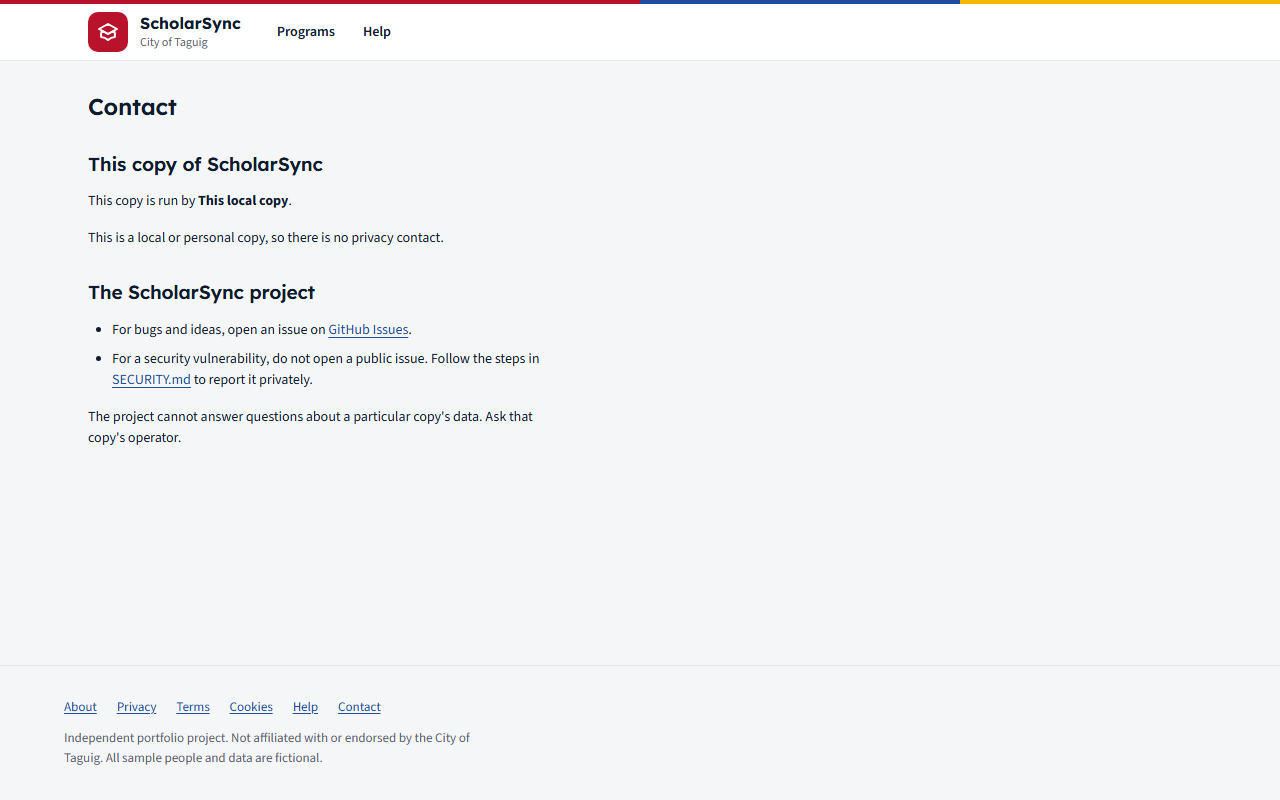 ScholarSync
City of Taguig
Programs
Help
Contact
This copy of ScholarSync
This copy is run by This local copy.
This is a local or personal copy, so there is no privacy contact.
The ScholarSync project
For bugs and ideas, open an issue on GitHub Issues.
For a security vulnerability, do not open a public issue. Follow the steps in
SECURITY.md to report it privately.
The project cannot answer questions about a particular copy's data. Ask that
copy's operator.
About
Privacy
Terms
Cookies
Help
Contact
Independent portfolio project. Not affiliated with or endorsed by the City of
Taguig. All sample people and data are fictional.